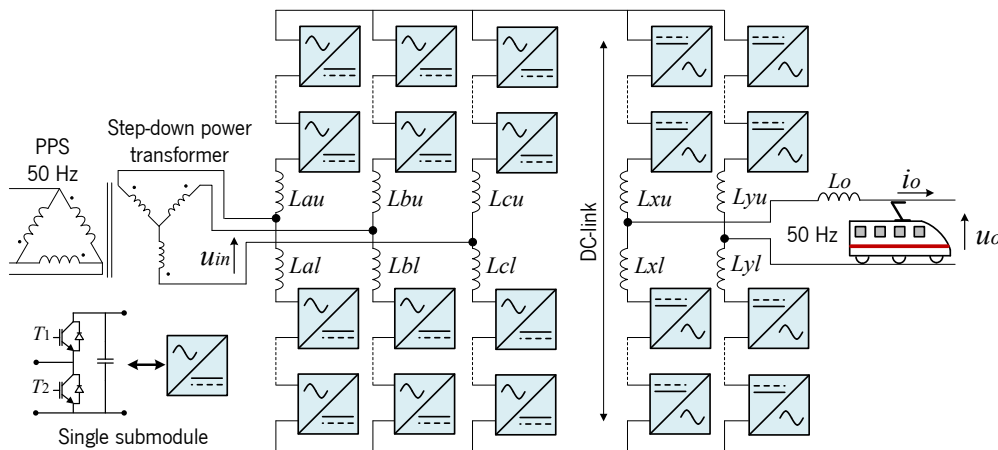 PPS
50 Hz
Step-down power
transformer
Lau
Lbu
Lcu
Lxu
Lyu
Lo
io
uin
Lal
Lbl
Lcl
DC-link
Lxl
Lyl
50 Hz
uo
T1
T2
Single submodule